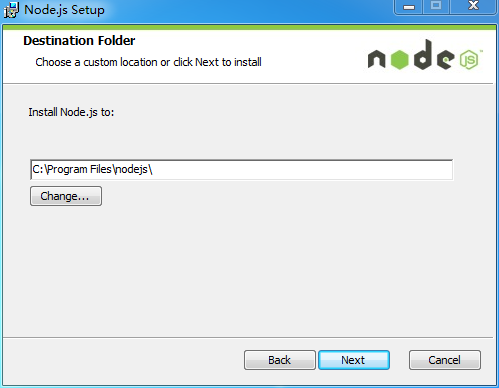 Node.js Setup
Destination Folder
Choose a custom location or click Next to install
node
JS
Install Node.js to:
C:\Program Files\nodejs\
Change...
Back
Next
Cancel